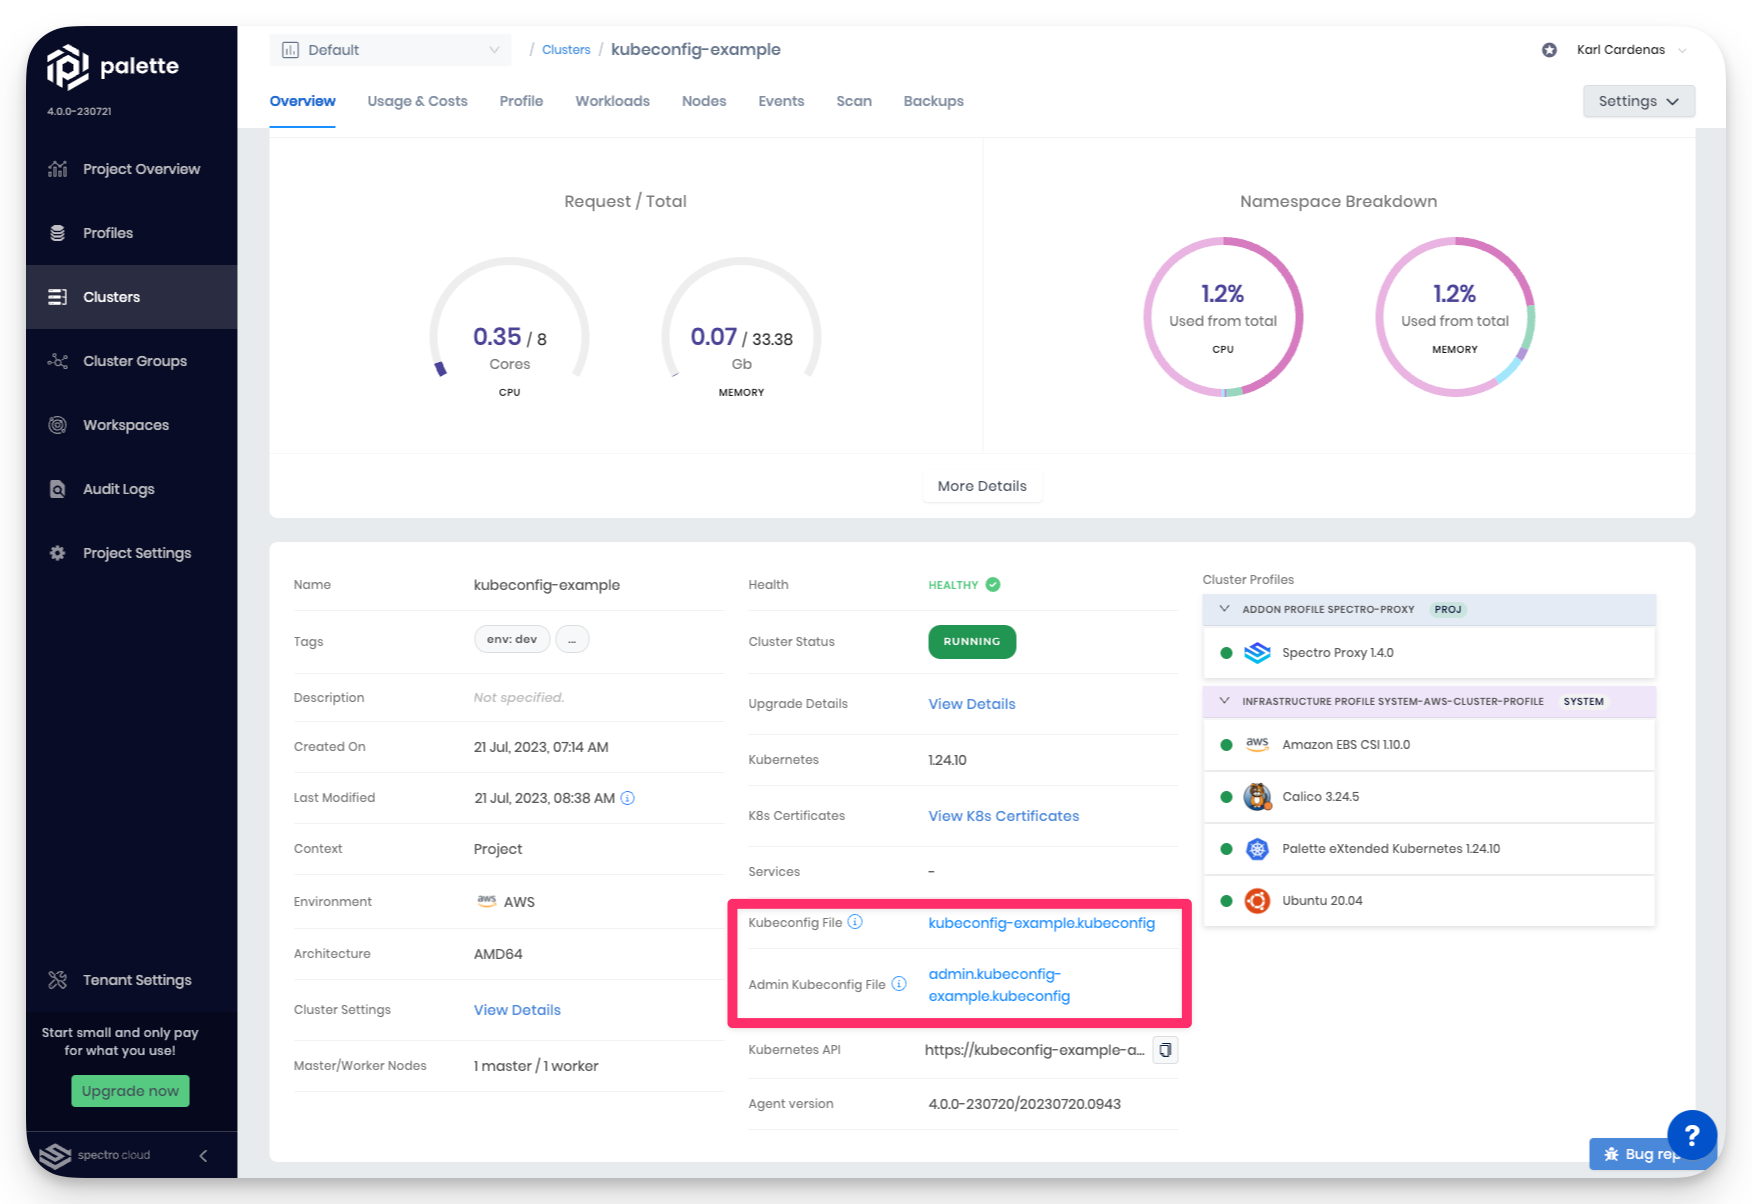 palette
4.0.0-230721
Project Overview
Profiles
Clusters
Cluster Groups
Workspaces
Audit Logs
Project Settings
Tenant Settings
Start small and only pay
for what you use!
Upgrade now
spectro cloud
Default
/ Clusters / kubeconfig-example
Karl Cardenas
Overview Usage & Costs Profile Workloads Nodes Events Scan Backups
Settings
Request / Total
0.35 / 8
Cores
CPU
0.07 / 33.38
Gb
MEMORY
Namespace Breakdown
1.2%
Used from total
CPU
1.2%
Used from total
MEMORY
More Details
Name kubeconfig-example
Tags env: dev ...
Description Not specified.
Created On 21 Jul, 2023, 07:14 AM
Last Modified 21 Jul, 2023, 08:38 AM
Context Project
Environment aws AWS
Architecture AMD64
Cluster Settings View Details
Master/Worker Nodes 1 master / 1 worker
Health HEALTHY
Cluster Status RUNNING
Upgrade Details View Details
Kubernetes 1.24.10
K8s Certificates View K8s Certificates
Services -
Kubeconfig File kubeconfig-example.kubeconfig
Admin Kubeconfig File admin.kubeconfig-
example.kubeconfig
Kubernetes API https://kubeconfig-example-a...
Agent version 4.0.0-230720/20230720.0943
Cluster Profiles
ADDON PROFILE SPECTRO-PROXY PROJ
Spectro Proxy 1.4.0
INFRASTRUCTURE PROFILE SYSTEM-AWS-CLUSTER-PROFILE SYSTEM
aws Amazon EBS CSI 1.10.0
Calico 3.24.5
Palette eXtended Kubernetes 1.24.10
Ubuntu 20.04
?
Bug rep